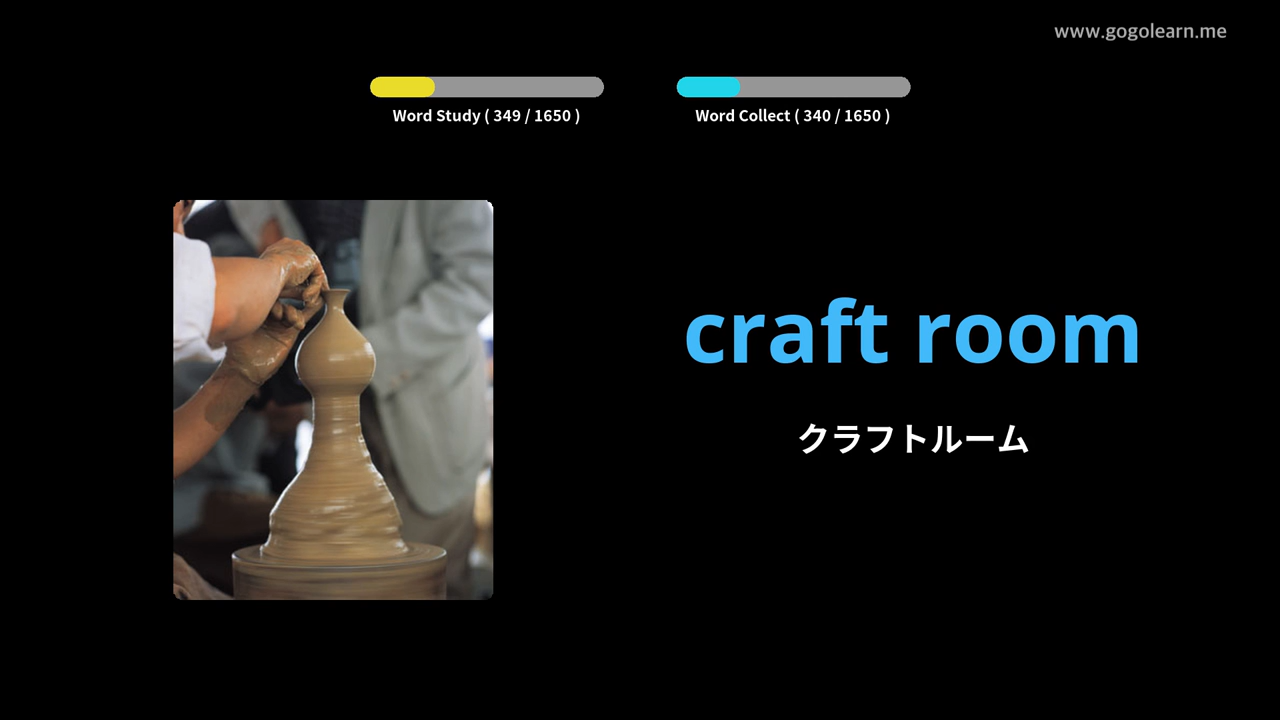 www.gogolearn.me
Word Study ( 349 / 1650 )
Word Collect ( 340 / 1650 )
craft room
クラフトルーム